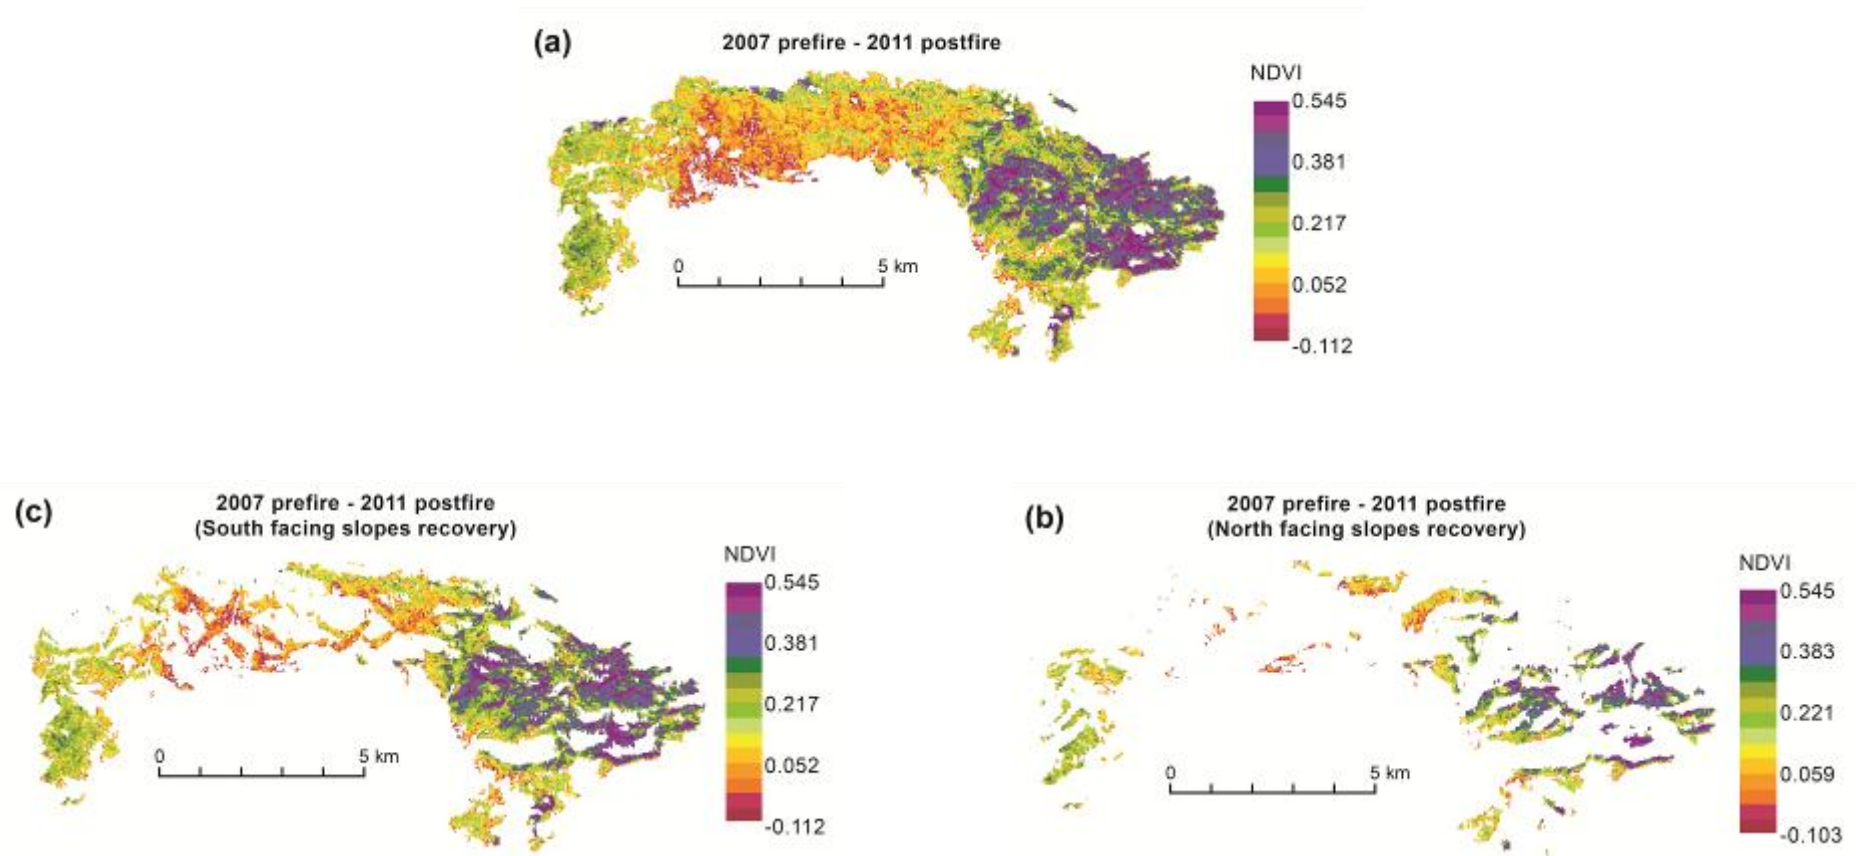 (a)
2007 prefire - 2011 postfire
NDVI
0.545
0.381
0.217
0.052
-0.112
0 5 km
(c)
2007 prefire - 2011 postfire
(South facing slopes recovery)
NDVI
0.545
0.381
0.217
0.052
-0.112
0 5 km
(b)
2007 prefire - 2011 postfire
(North facing slopes recovery)
NDVI
0.545
0.383
0.221
0.059
-0.103
0 5 km